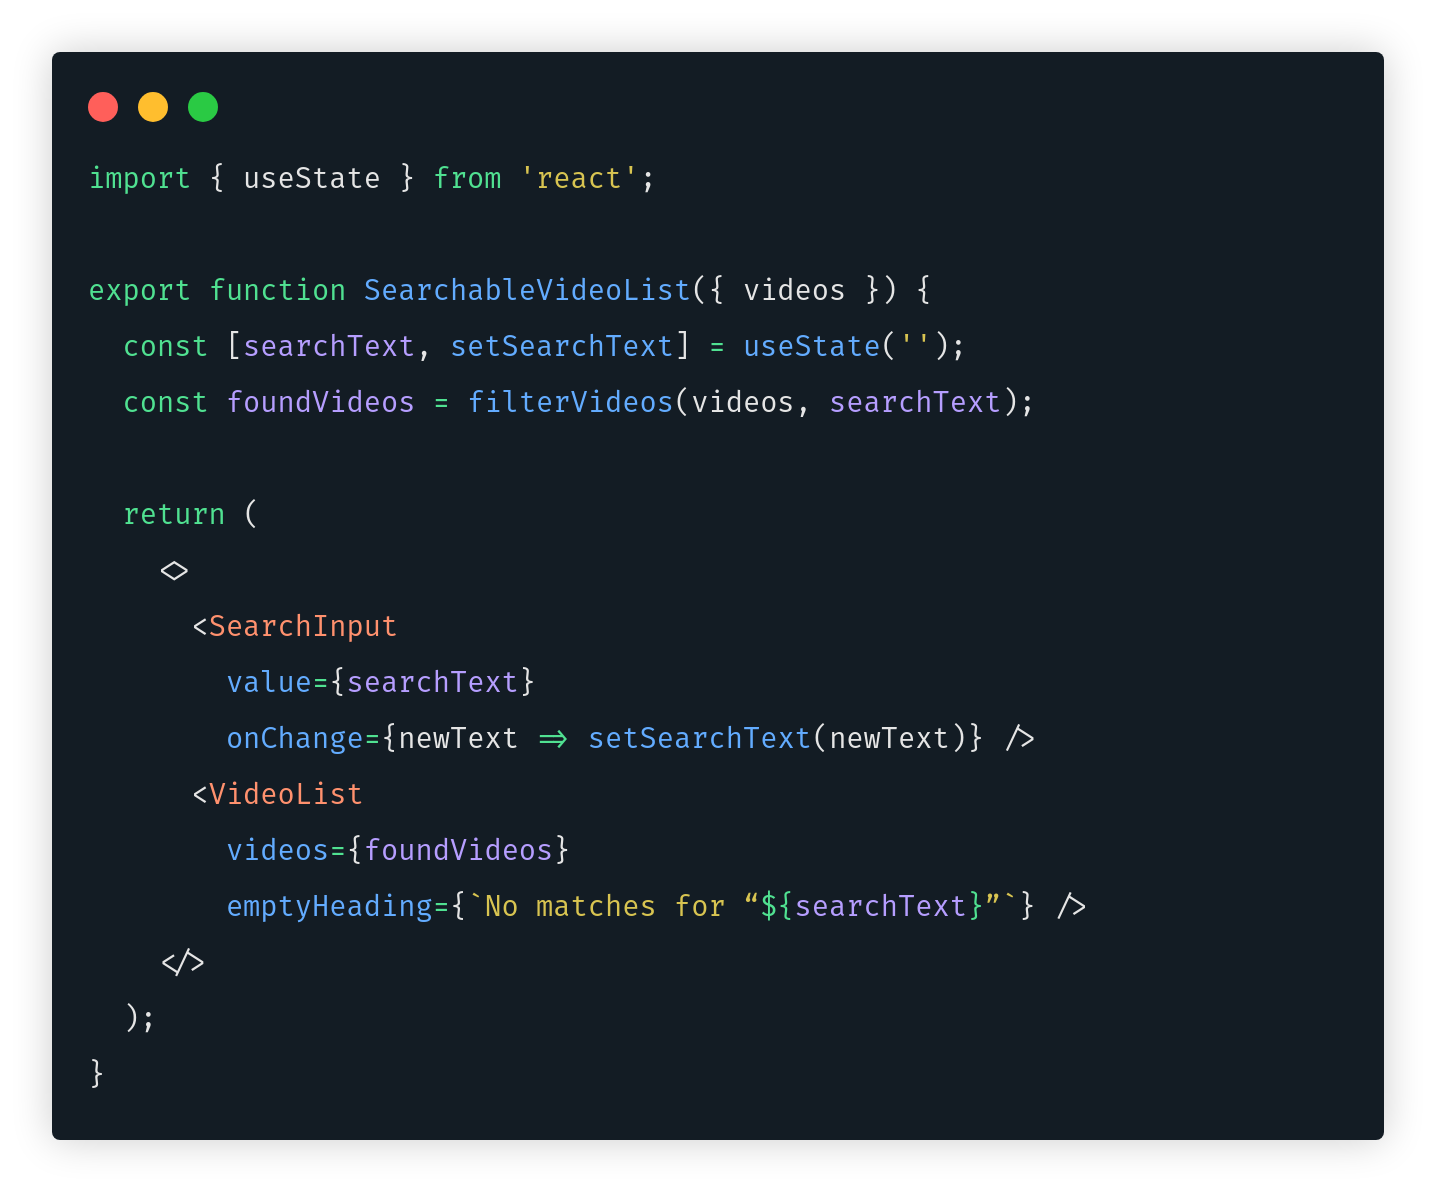 import { useState } from 'react';
export function SearchableVideoList({ videos }) {
const [searchText, setSearchText] = useState('');
const foundVideos = filterVideos(videos, searchText);
return (
<>
<SearchInput
value={searchText}
onChange={newText => setSearchText(newText)} />
<VideoList
videos={foundVideos}
emptyHeading={`No matches for “${searchText}”`} />
</>
);
}